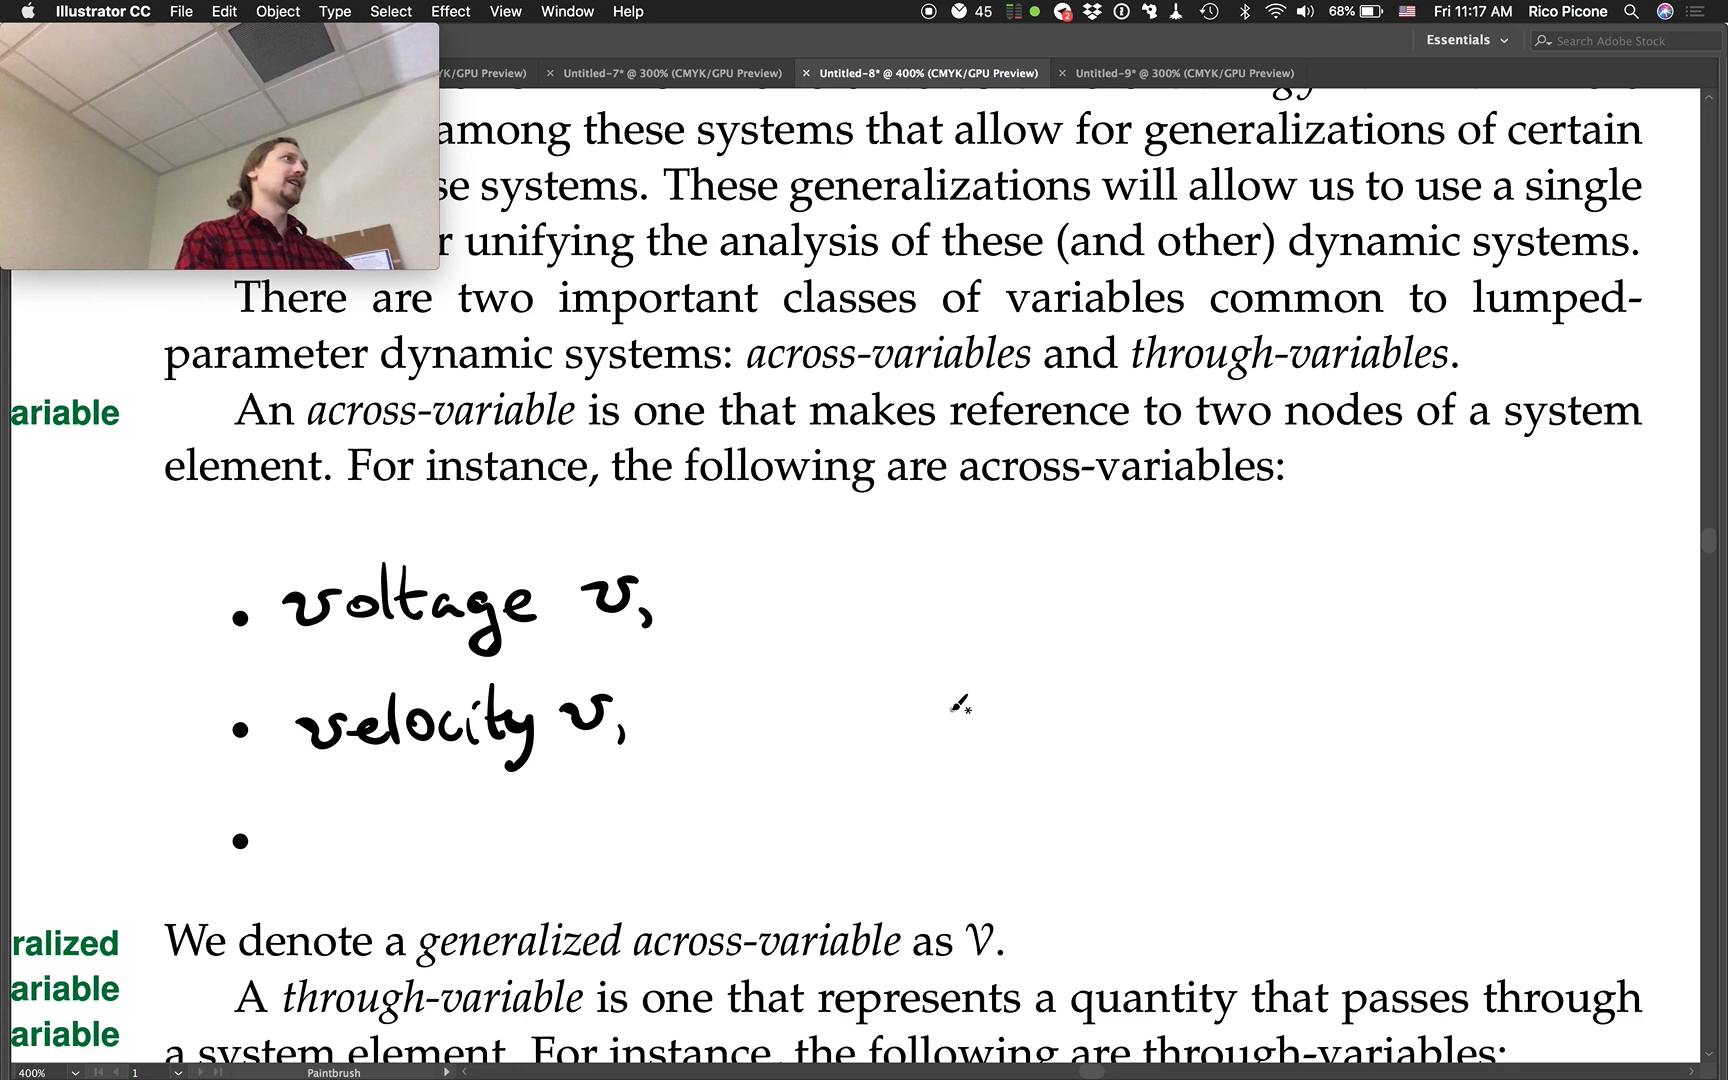 Illustrator CC File Edit Object Type Select Effect View Window Help 45 2 68% Fri 11:17 AM Rico Picone
Essentials Search Adobe Stock
YK/GPU Preview) × Untitled-7* @ 300% (CMYK/GPU Preview) × Untitled-8* @ 400% (CMYK/GPU Preview) × Untitled-9* @ 300% (CMYK/GPU Preview)
among these systems that allow for generalizations of certain
se systems. These generalizations will allow us to use a single
r unifying the analysis of these (and other) dynamic systems.
There are two important classes of variables common to lumped-
parameter dynamic systems: across-variables and through-variables.
ariable An across-variable is one that makes reference to two nodes of a system
element. For instance, the following are across-variables:
• voltage v,
• velocity v,
•
ralized We denote a generalized across-variable as 𝒱.
ariable A through-variable is one that represents a quantity that passes through
ariable a system element. For instance, the following are through-variables:
400% 1 Paintbrush